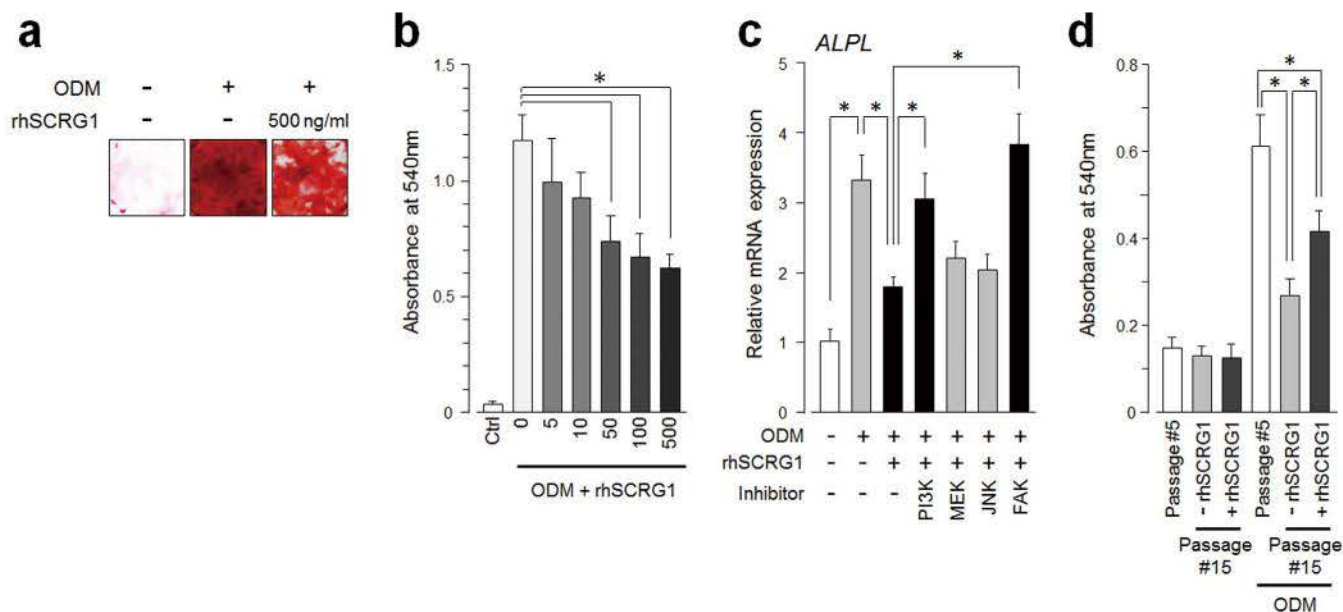 a
ODM - + +
rhSCRG1 - - 500 ng/ml
b
Absorbance at 540nm
1.5
1.0
0.5
0
*
Ctrl 0 5 10 50 100 500
ODM + rhSCRG1
c
ALPL
Relative mRNA expression
5
4
3
2
1
0
* * * *
ODM - + + + + + +
rhSCRG1 - - + + + + +
Inhibitor - - - PI3K MEK JNK FAK
d
Absorbance at 540nm
0.8
0.6
0.4
0.2
0
*
* *
Passage #5 - rhSCRG1 + rhSCRG1 Passage #5 - rhSCRG1 + rhSCRG1
Passage Passage
#15 #15
ODM